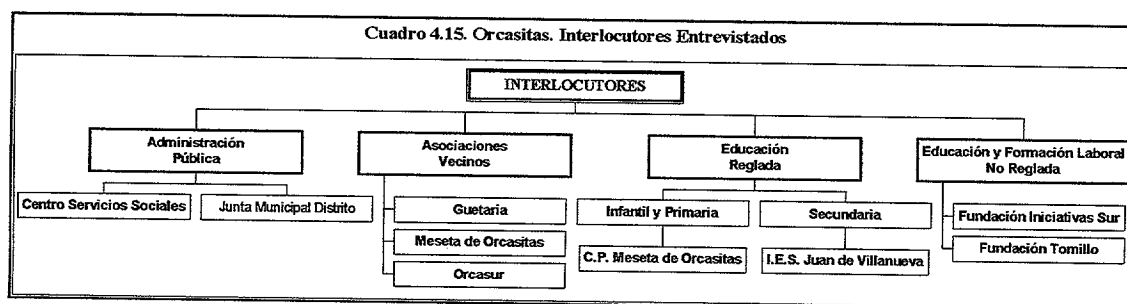 Cuadro 4.15. Orcasitas. Interlocutores Entrevistados
INTERLOCUTORES
Administración
Pública
Asociaciones
Vecinos
Educación
Reglada
Educación y Formación Laboral
No Reglada
Centro Servicios Sociales
Junta Municipal Distrito
Guetaria
Meseta de Orcasitas
Orcasur
Infantil y Primaria
Secundaria
C.P. Meseta de Orcasitas
I.E.S. Juan de Villanueva
Fundación Iniciativas Sur
Fundación Tomillo